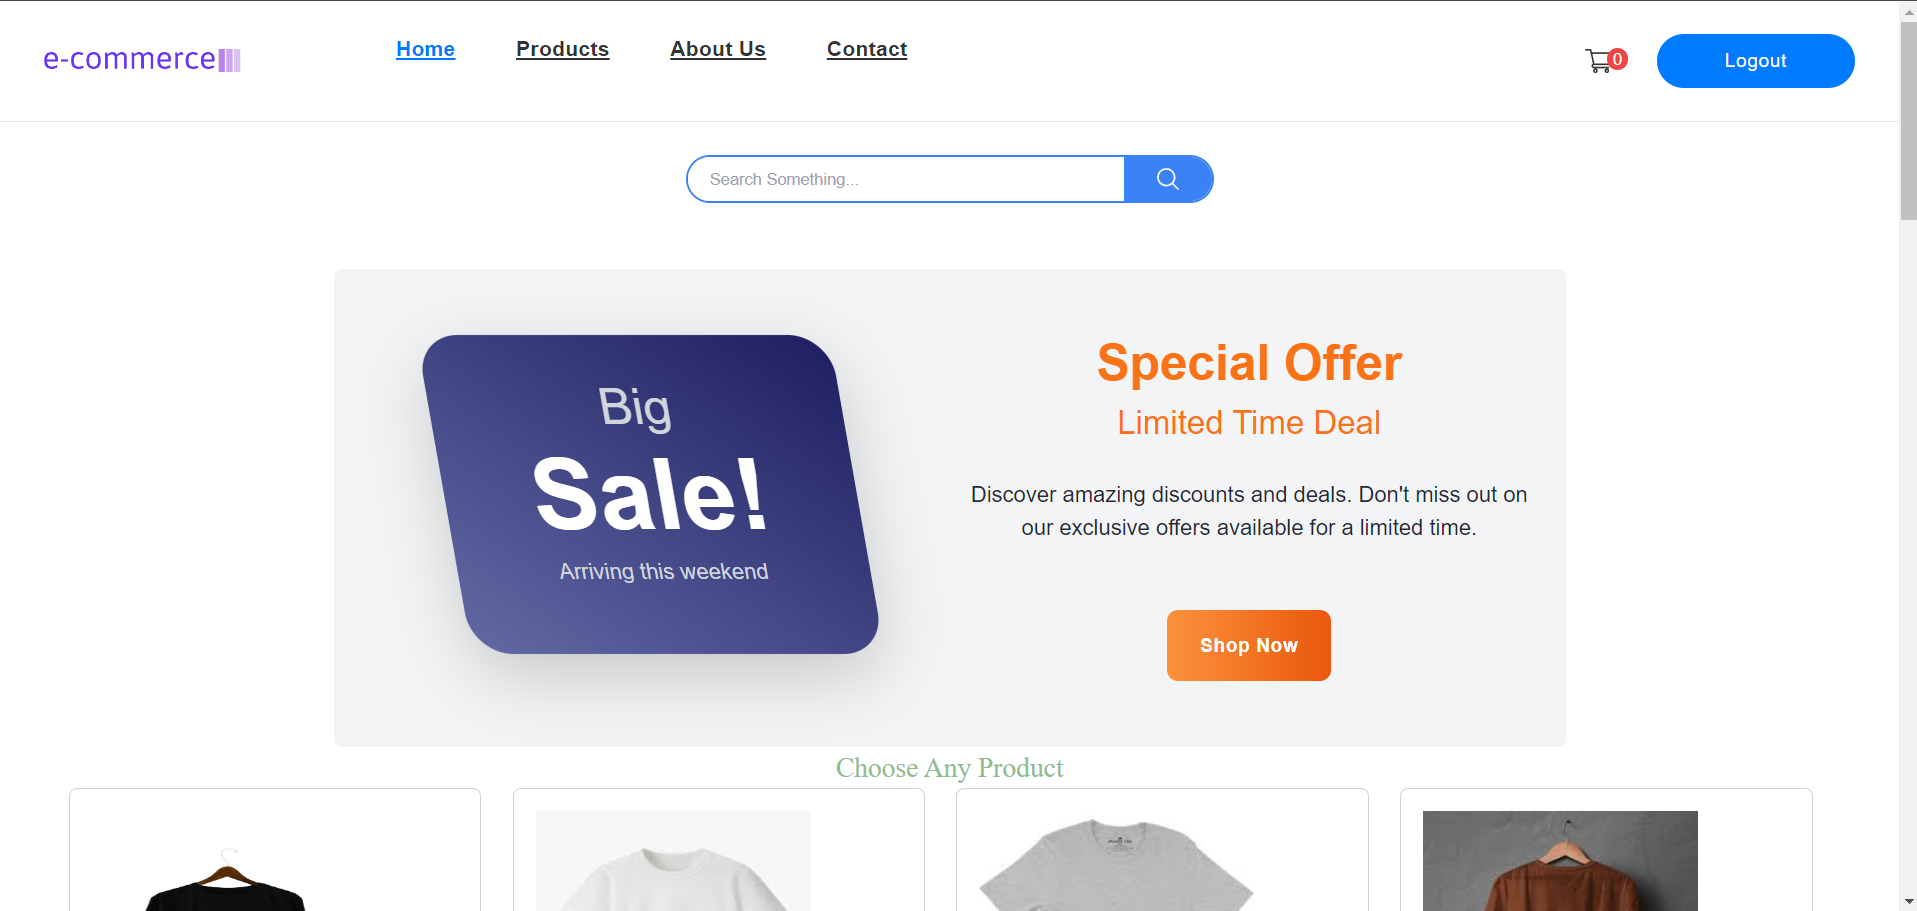 e-commerce
Home
Products
About Us
Contact
0
Logout
Search Something...
Big
Sale!
Arriving this weekend
Special Offer
Limited Time Deal
Discover amazing discounts and deals. Don't miss out on
our exclusive offers available for a limited time.
Shop Now
Choose Any Product